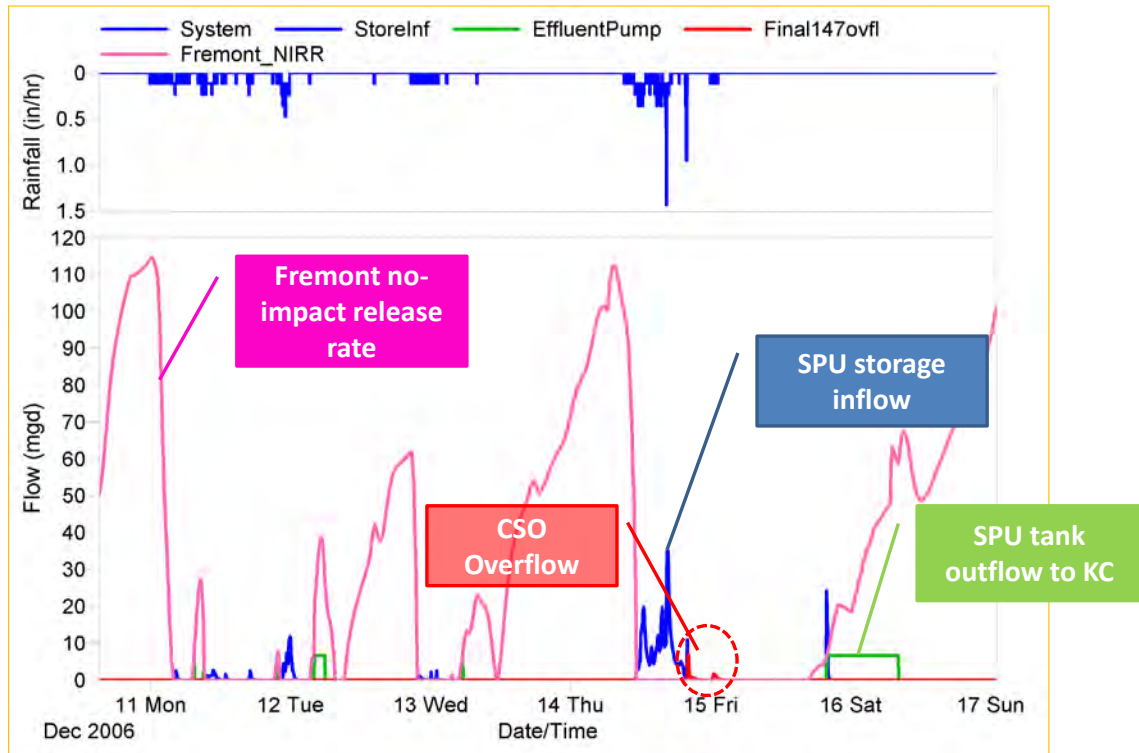 System StoreInf EffluentPump Final147ovfl
Fremont_NIRR
Rainfall (in/hr)
0
0.5
1.0
1.5
Flow (mgd)
120
110
100
90
80
70
60
50
40
30
20
10
0
Fremont no-
impact release
rate
SPU storage
inflow
CSO
Overflow
SPU tank
outflow to KC
11 Mon 12 Tue 13 Wed 14 Thu 15 Fri 16 Sat 17 Sun
Dec 2006 Date/Time